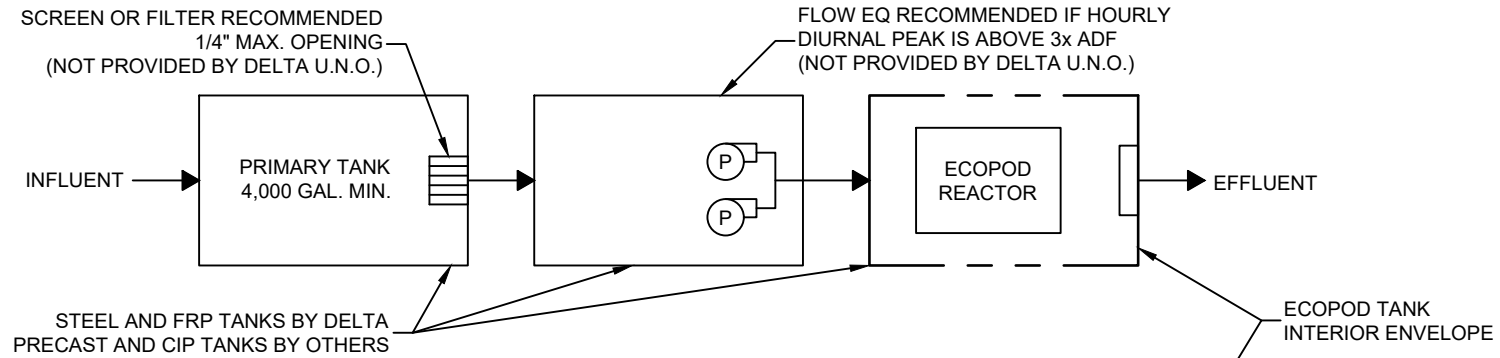 SCREEN OR FILTER RECOMMENDED
1/4" MAX. OPENING
(NOT PROVIDED BY DELTA U.N.O.)
FLOW EQ RECOMMENDED IF HOURLY
DIURNAL PEAK IS ABOVE 3x ADF
(NOT PROVIDED BY DELTA U.N.O.)
INFLUENT
PRIMARY TANK
4,000 GAL. MIN.
P
P
ECOPOD
REACTOR
EFFLUENT
STEEL AND FRP TANKS BY DELTA
PRECAST AND CIP TANKS BY OTHERS
ECOPOD TANK
INTERIOR ENVELOPE